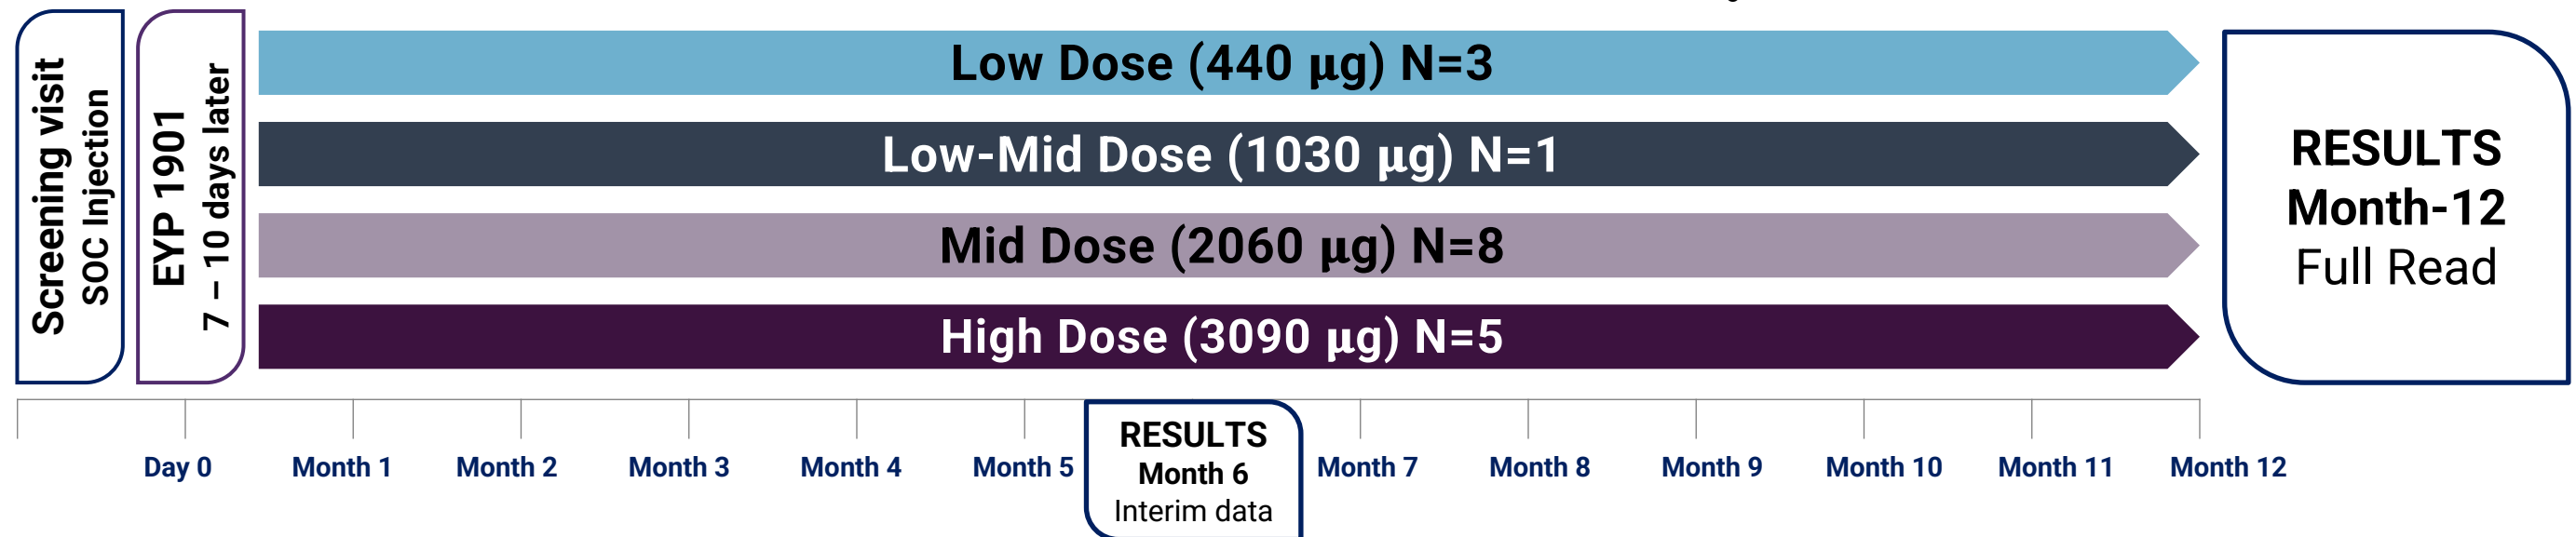 Screening visit
SOC Injection
EYP 1901
7 – 10 days later
Low Dose (440 µg) N=3
Low-Mid Dose (1030 µg) N=1
Mid Dose (2060 µg) N=8
High Dose (3090 µg) N=5
RESULTS
Month-12
Full Read
Day 0
Month 1
Month 2
Month 3
Month 4
Month 5
RESULTS
Month 6
Interim data
Month 7
Month 8
Month 9
Month 10
Month 11
Month 12